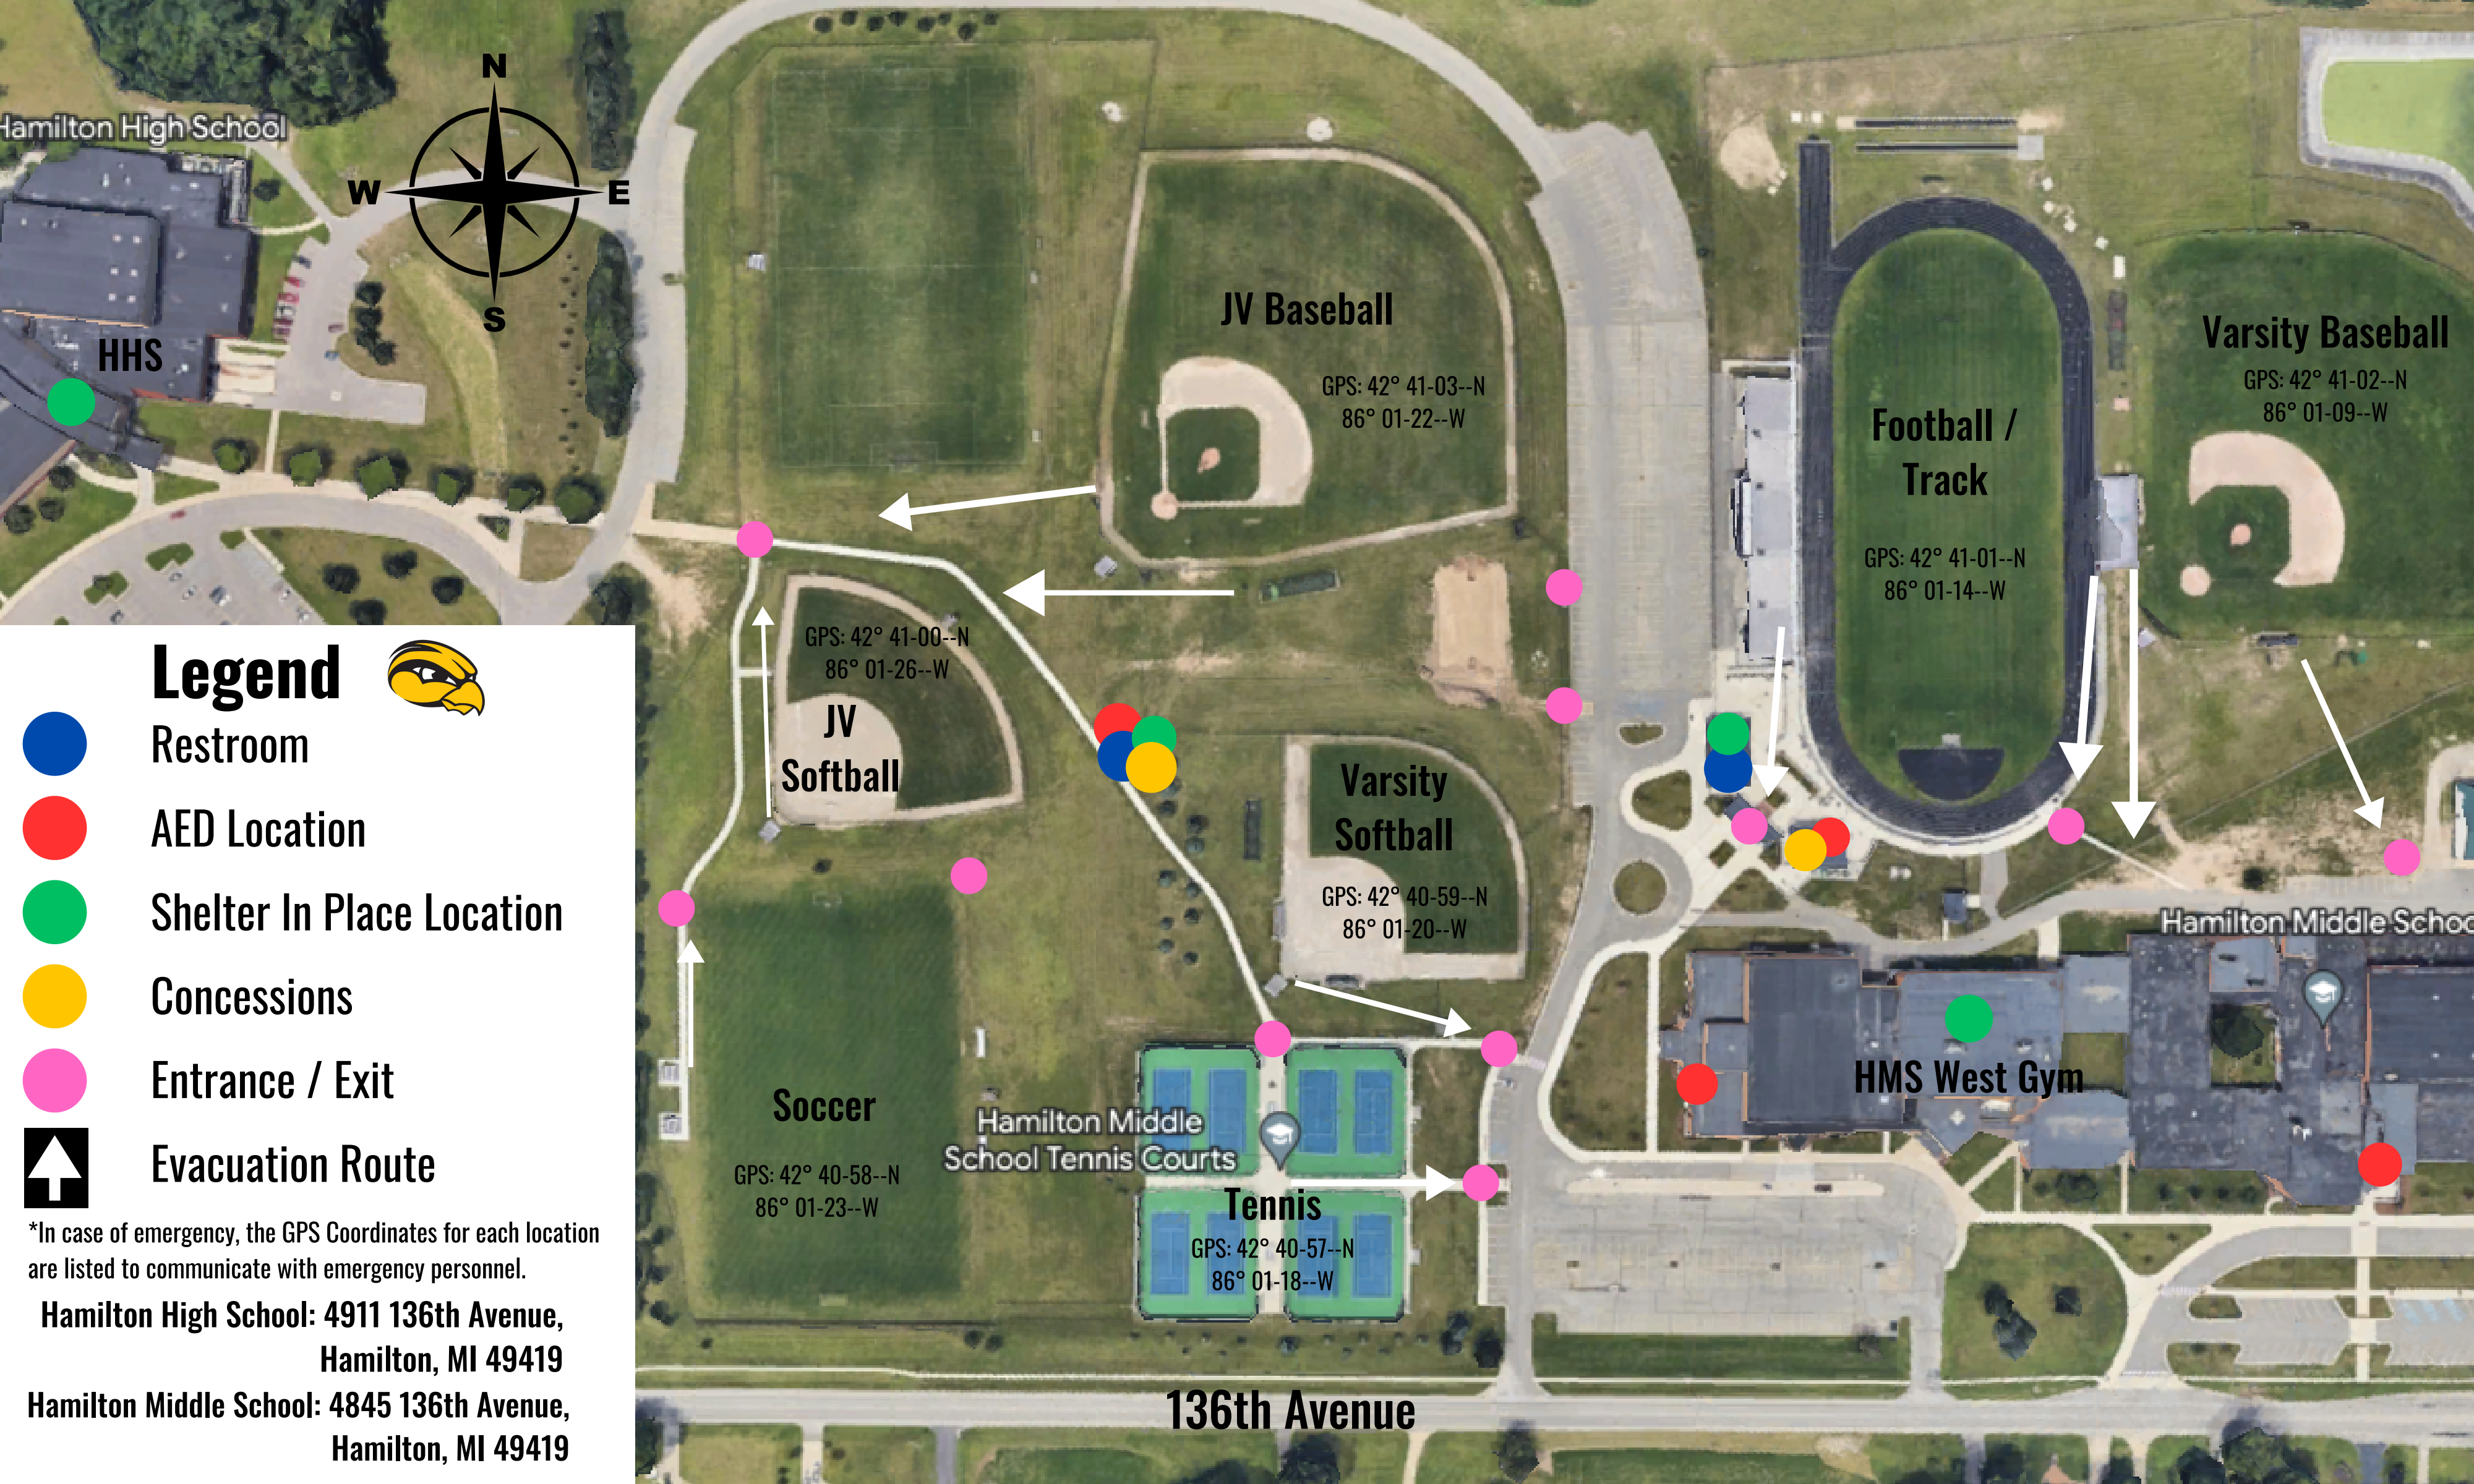 N
W
E
S
Hamilton High School
HHS
JV Baseball
GPS: 42° 41-03--N
86° 01-22--W
Varsity Baseball
GPS: 42° 41-02--N
86° 01-09--W
Football /
Track
GPS: 42° 41-01--N
86° 01-14--W
GPS: 42° 41-00--N
86° 01-26--W
JV
Softball
Varsity
Softball
GPS: 42° 40-59--N
86° 01-20--W
Hamilton Middle Schoo
HMS West Gym
Soccer
GPS: 42° 40-58--N
86° 01-23--W
Hamilton Middle
School Tennis Courts
Tennis
GPS: 42° 40-57--N
86° 01-18--W
136th Avenue
Legend
Restroom
AED Location
Shelter In Place Location
Concessions
Entrance / Exit
Evacuation Route
*In case of emergency, the GPS Coordinates for each location
are listed to communicate with emergency personnel.
Hamilton High School: 4911 136th Avenue,
Hamilton, MI 49419
Hamilton Middle School: 4845 136th Avenue,
Hamilton, MI 49419